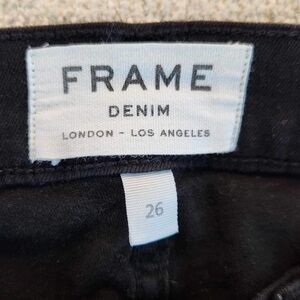 FRAME
DENIM
LONDON - LOS ANGELES
26